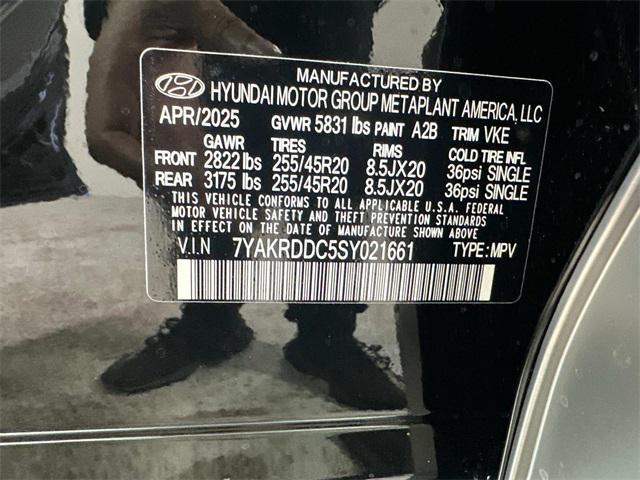 MANUFACTURED BY
HYUNDAI MOTOR GROUP METAPLANT AMERICA, LLC
APR/2025 GVWR 5831 lbs PAINT A2B TRIM VKE
GAWR TIRES RIMS COLD TIRE INFL
FRONT 2822 lbs 255/45R20 8.5JX20 36psi SINGLE
REAR 3175 lbs 255/45R20 8.5JX20 36psi SINGLE
THIS VEHICLE CONFORMS TO ALL APPLICABLE U.S.A. FEDERAL
MOTOR VEHICLE SAFETY AND THEFT PREVENTION STANDARDS
IN EFFECT ON THE DATE OF MANUFACTURE SHOWN ABOVE.
V.I.N 7YAKRDDC5SY021661 TYPE: MPV